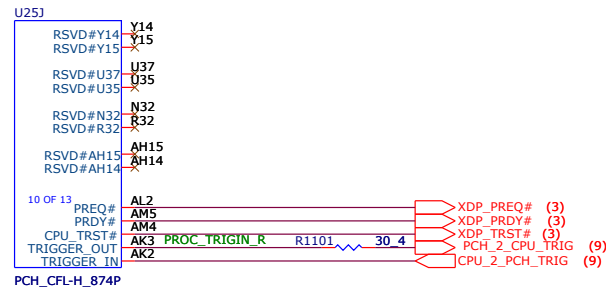 U25J
RSVD#Y14 Y14
RSVD#Y15 Y15
RSVD#U37 U37
RSVD#U35 U35
RSVD#N32 N32
RSVD#R32 R32
RSVD#AH15 AH15
RSVD#AH14 AH14
10 OF 13
PREQ# AL2 XDP_PREQ# (3)
PRDY# AM5 XDP_PRDY# (3)
CPU_TRST# AM4 XDP_TRST# (3)
TRIGGER_OUT AK3 PROC_TRIGIN_R R1101 30_4 PCH_2_CPU_TRIG (9)
TRIGGER_IN AK2 CPU_2_PCH_TRIG (9)
PCH_CFL-H_874P